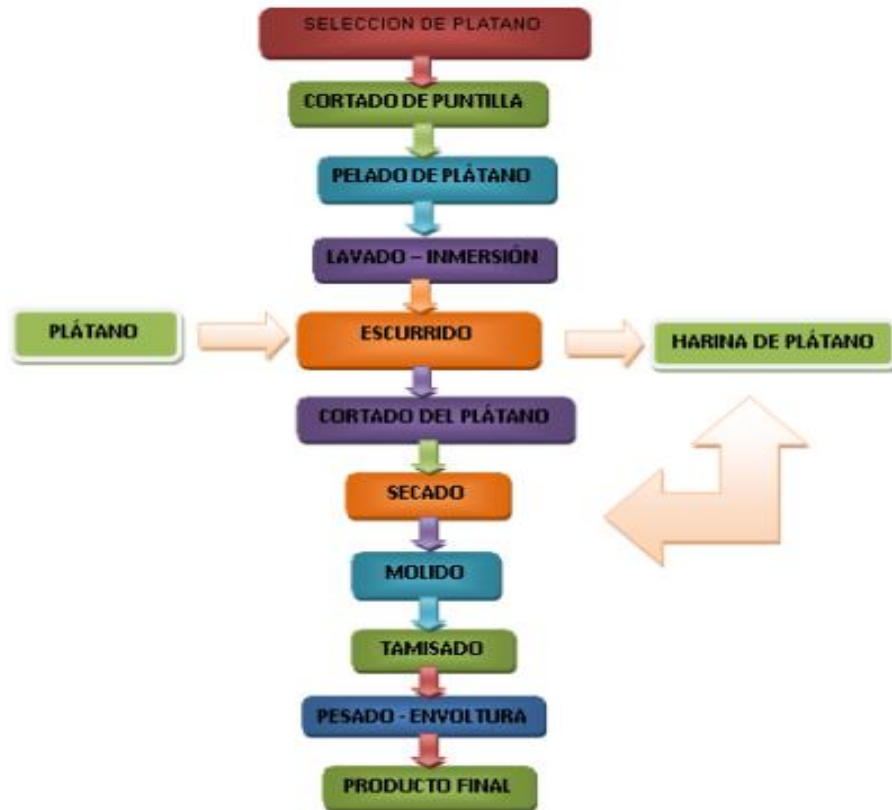 SELECCION DE PLATANO
CORTADO DE PUNTILLA
PELADO DE PLÁTANO
LAVADO – INMERSIÓN
PLÁTANO
ESCURRIDO
HARINA DE PLÁTANO
CORTADO DEL PLÁTANO
SECADO
MOLIDO
TAMISADO
PESADO - ENVOLTURA
PRODUCTO FINAL